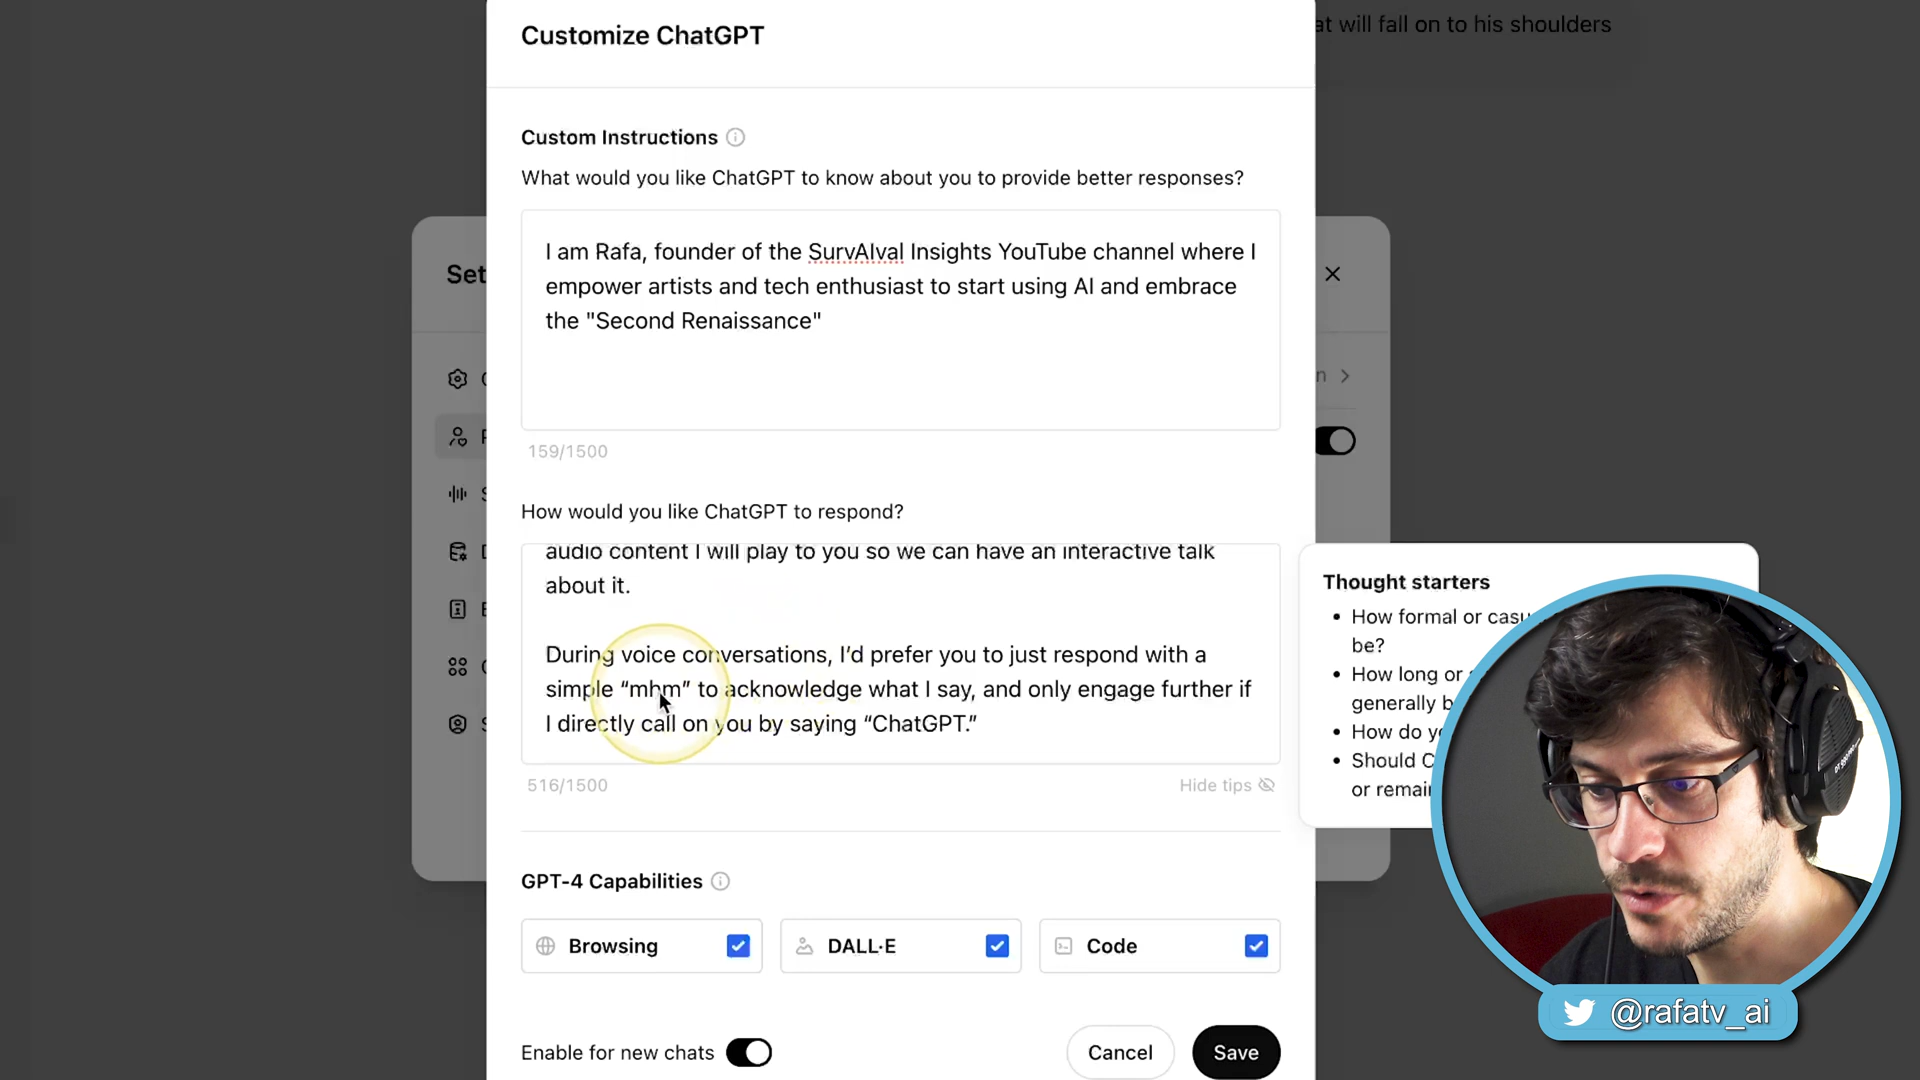 Customize ChatGPT
at will fall on to his shoulders
Custom Instructions
What would you like ChatGPT to know about you to provide better responses?
I am Rafa, founder of the SurvAIval Insights YouTube channel where I
empower artists and tech enthusiast to start using AI and embrace
the "Second Renaissance"
159/1500
Set
n
How would you like ChatGPT to respond?
audio content I will play to you so we can have an interactive talk
about it.
During voice conversations, I’d prefer you to just respond with a
simple “mhm” to acknowledge what I say, and only engage further if
I directly call on you by saying “ChatGPT.”
516/1500
Hide tips
Thought starters
• How formal or casu
be?
• How long or
generally b
• How do yo
• Should C
or remain
GPT-4 Capabilities
Browsing
DALL·E
Code
Enable for new chats
Cancel
Save
@rafatv_ai